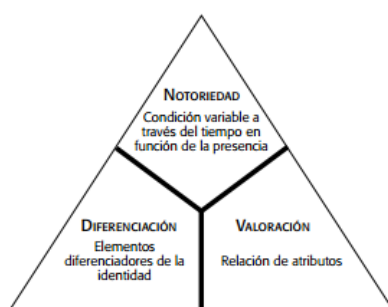 NOTORIEDAD
Condición variable a
través del tiempo en
función de la presencia
DIFERENCIACIÓN
Elementos
diferenciadores de la
identidad
VALORACIÓN
Relación de atributos